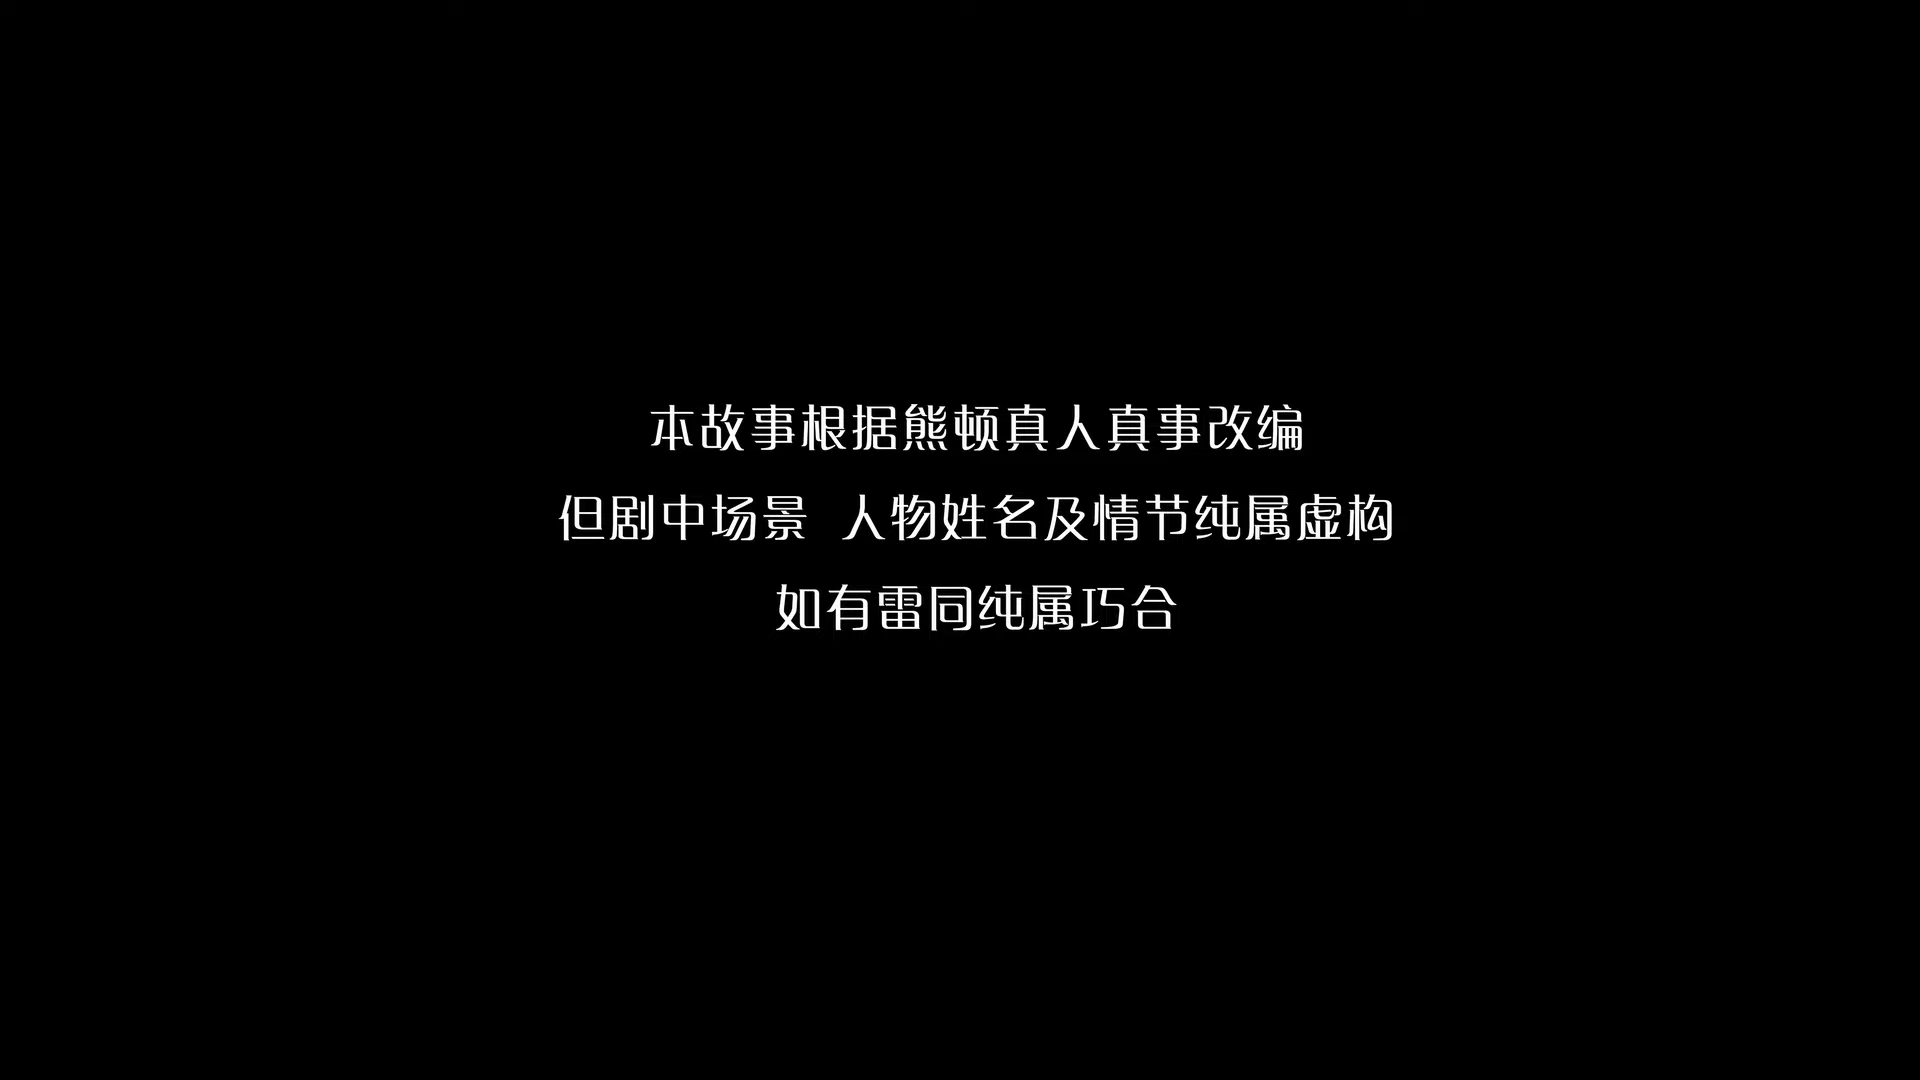 本故事根据熊顿真人真事改编
但剧中场景 人物姓名及情节纯属虚构
如有雷同纯属巧合